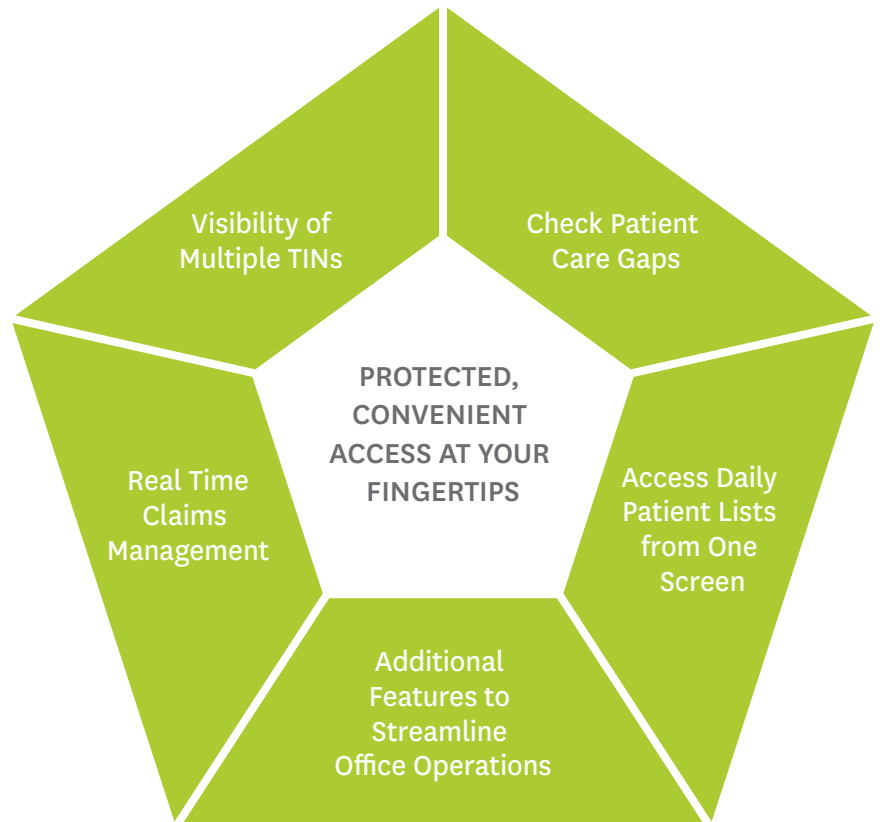 Visibility of
Multiple TINs
Check Patient
Care Gaps
PROTECTED,
CONVENIENT
ACCESS AT YOUR
FINGERTIPS
Real Time
Claims
Management
Access Daily
Patient Lists
from One
Screen
Additional
Features to
Streamline
Office Operations